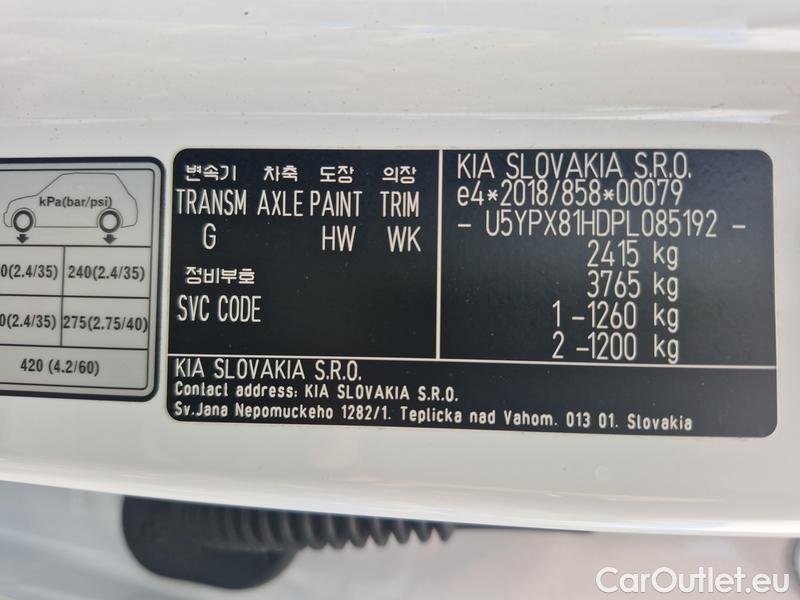 kPa(bar/psi)
0(2.4/35) 240(2.4/35)
0(2.4/35) 275(2.75/40)
420 (4.2/60)
변속기 차축 도장 의장
TRANSM AXLE PAINT TRIM
G HW WK
정비부호
SVC CODE
KIA SLOVAKIA S.R.O.
e4*2018/858*00079
- U5YPX81HDPL085192 -
2415 kg
3765 kg
1 -1260 kg
2 -1200 kg
KIA SLOVAKIA S.R.O.
Contact address: KIA SLOVAKIA S.R.O.
Sv.Jana Nepomuckeho 1282/1. Teplicka nad Vahom. 013 01. Slovakia
CarOutlet.eu